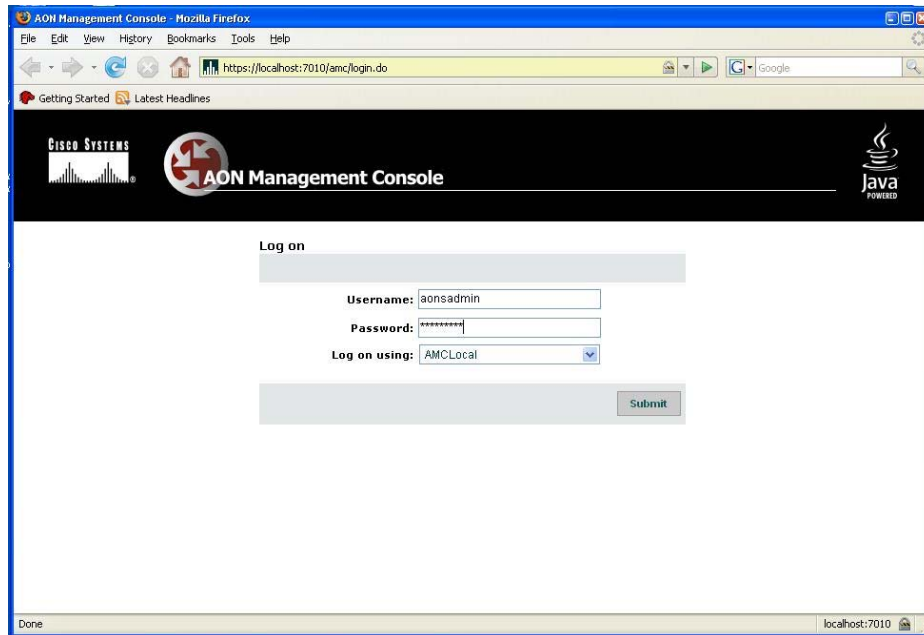 AON Management Console - Mozilla Firefox
File Edit View History Bookmarks Tools Help
https://localhost:7010/amc/login.do
G Google
Getting Started Latest Headlines
CISCO SYSTEMS
AON Management Console
Java
POWERED
Log on
Username: aonsadmin
Password: *********
Log on using: AMCLocal
Submit
Done localhost:7010